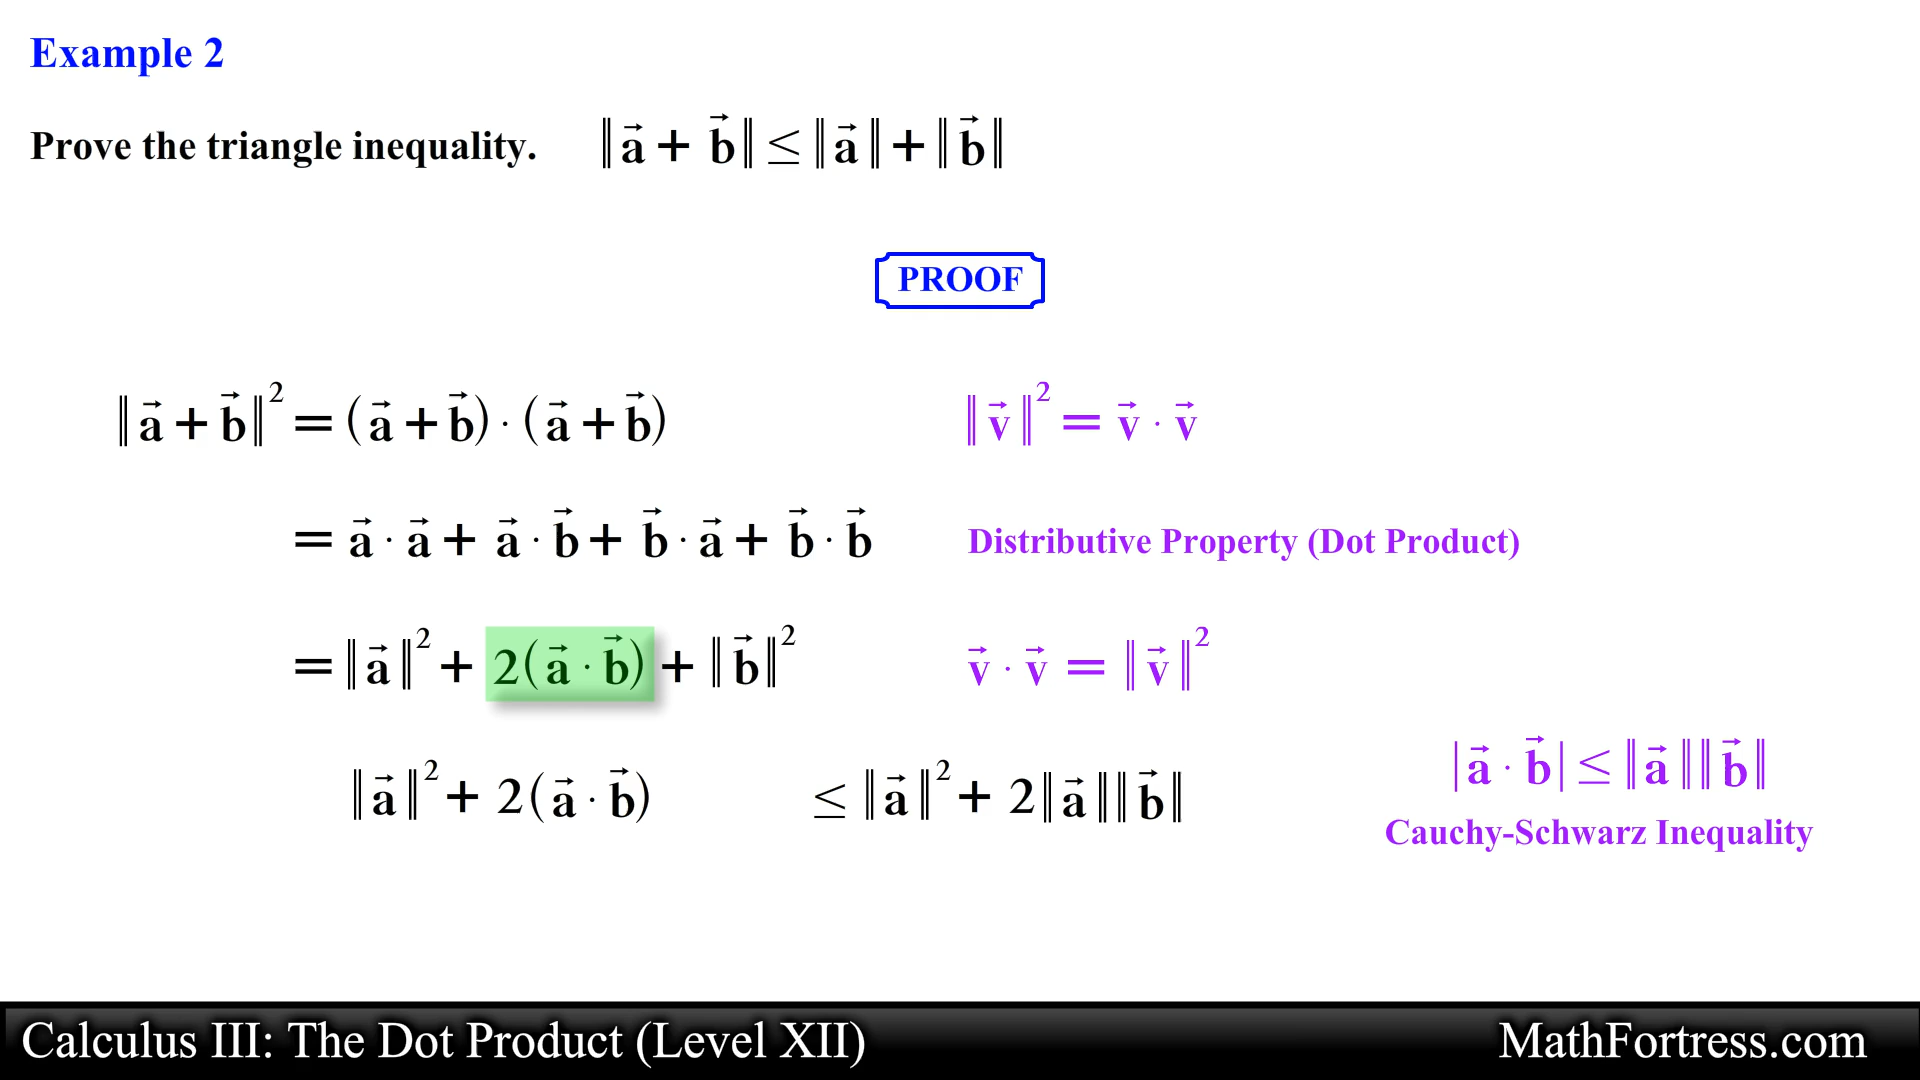 Example 2
Prove the triangle inequality. ‖a⃗ + b⃗‖ ≤ ‖a⃗‖ + ‖b⃗‖
PROOF
‖a⃗ + b⃗‖² = (a⃗ + b⃗) · (a⃗ + b⃗) ‖v⃗‖² = v⃗ · v⃗
= a⃗ · a⃗ + a⃗ · b⃗ + b⃗ · a⃗ + b⃗ · b⃗ Distributive Property (Dot Product)
= ‖a⃗‖² + 2(a⃗ · b⃗) + ‖b⃗‖² v⃗ · v⃗ = ‖v⃗‖²
‖a⃗‖² + 2(a⃗ · b⃗) ≤ ‖a⃗‖² + 2‖a⃗‖‖b⃗‖ |a⃗ · b⃗| ≤ ‖a⃗‖‖b⃗‖
Cauchy-Schwarz Inequality
Calculus III: The Dot Product (Level XII) MathFortress.com